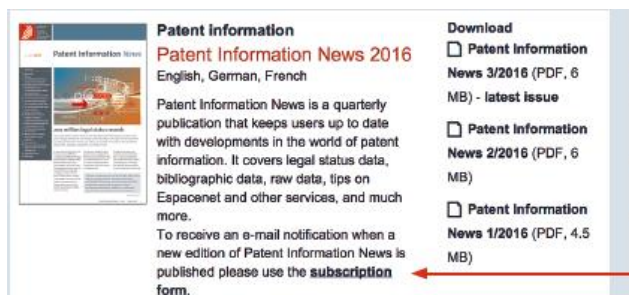 Patent information
Patent Information News 2016
English, German, French
Patent Information News is a quarterly
publication that keeps users up to date
with developments in the world of patent
information. It covers legal status data,
bibliographic data, raw data, tips on
Espacenet and other services, and much
more.
To receive an e-mail notification when a
new edition of Patent Information News is
published please use the subscription
form.
Download
Patent Information
News 3/2016 (PDF, 6
MB) - latest issue
Patent Information
News 2/2016 (PDF, 6
MB)
Patent Information
News 1/2016 (PDF, 4.5
MB)
Patent Information News